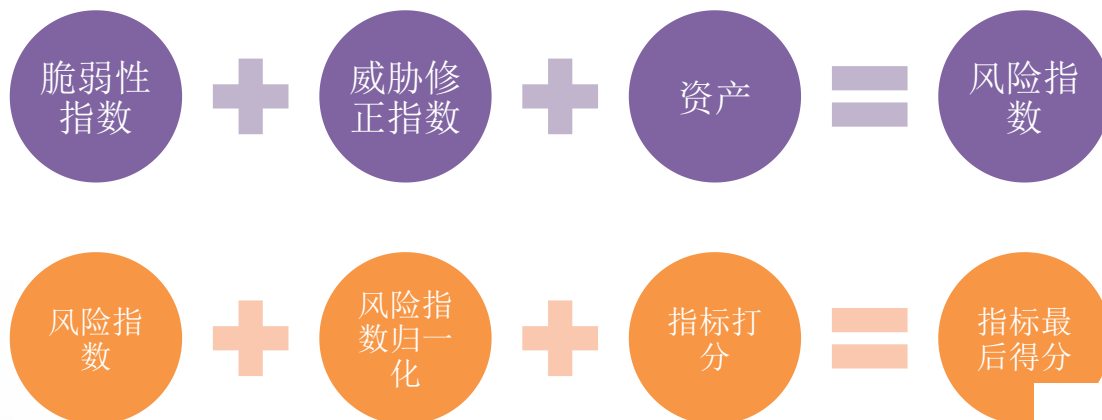 脆弱性
指数
威胁修
正指数
资产
风险指
数
风险指
数
风险指
数归一
化
指标打
分
指标最
后得分